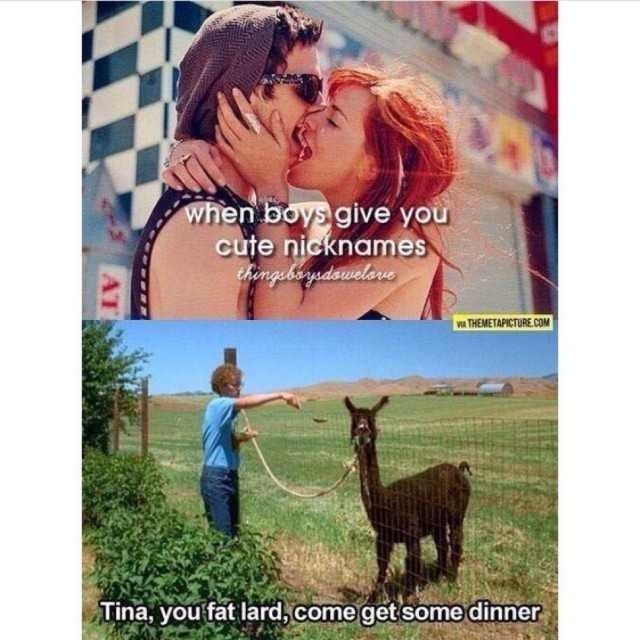 when boys give you
cute nicknames
thingsboysdowelove
VIA THEMETAPICTURE.COM
Tina, you fat lard, come get some dinner